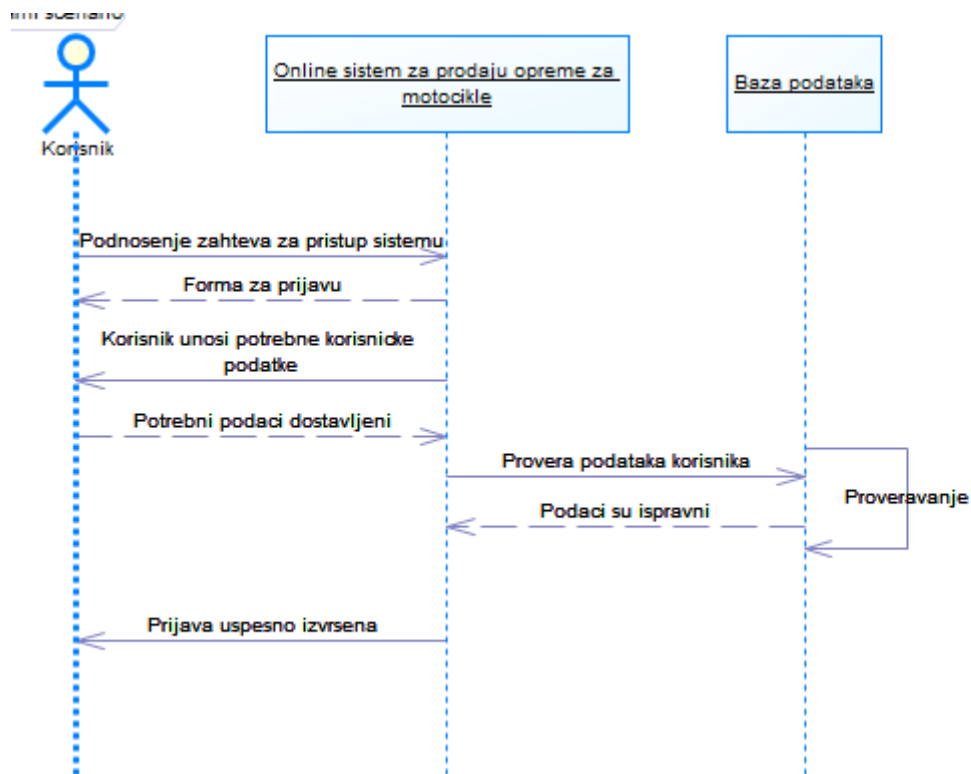 Online sistem za prodaju opreme za
motocikle
Baza podataka
Korisnik
Podnosenje zahteva za pristup sistemu
Forma za prijavu
Korisnik unosi potrebne korisnicke
podatke
Potrebni podaci dostavljeni
Provera podataka korisnika
Proveravanje
Podaci su ispravni
Prijava uspesno izvrsena